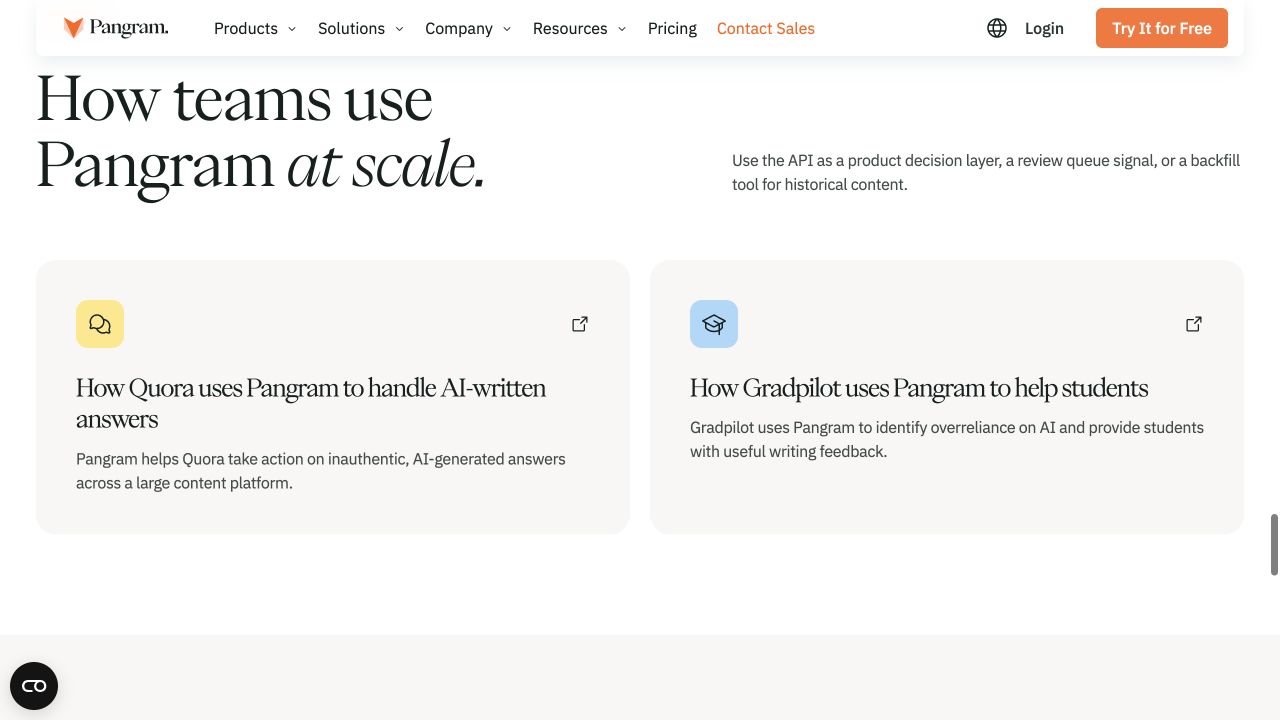 Pangram.
Products
Solutions
Company
Resources
Pricing
Contact Sales
Login
Try It for Free
How teams use
Pangram at scale.
Use the API as a product decision layer, a review queue signal, or a backfill
tool for historical content.
How Quora uses Pangram to handle AI-written
answers
Pangram helps Quora take action on inauthentic, AI-generated answers
across a large content platform.
How Gradpilot uses Pangram to help students
Gradpilot uses Pangram to identify overreliance on AI and provide students
with useful writing feedback.